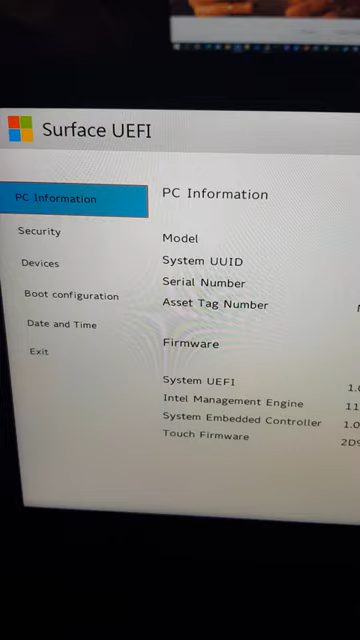 Surface UEFI
PC Information
Security
Devices
Boot configuration
Date and Time
Exit
PC Information
Model
System UUID
Serial Number
Asset Tag Number
Firmware
System UEFI
Intel Management Engine
System Embedded Controller
Touch Firmware